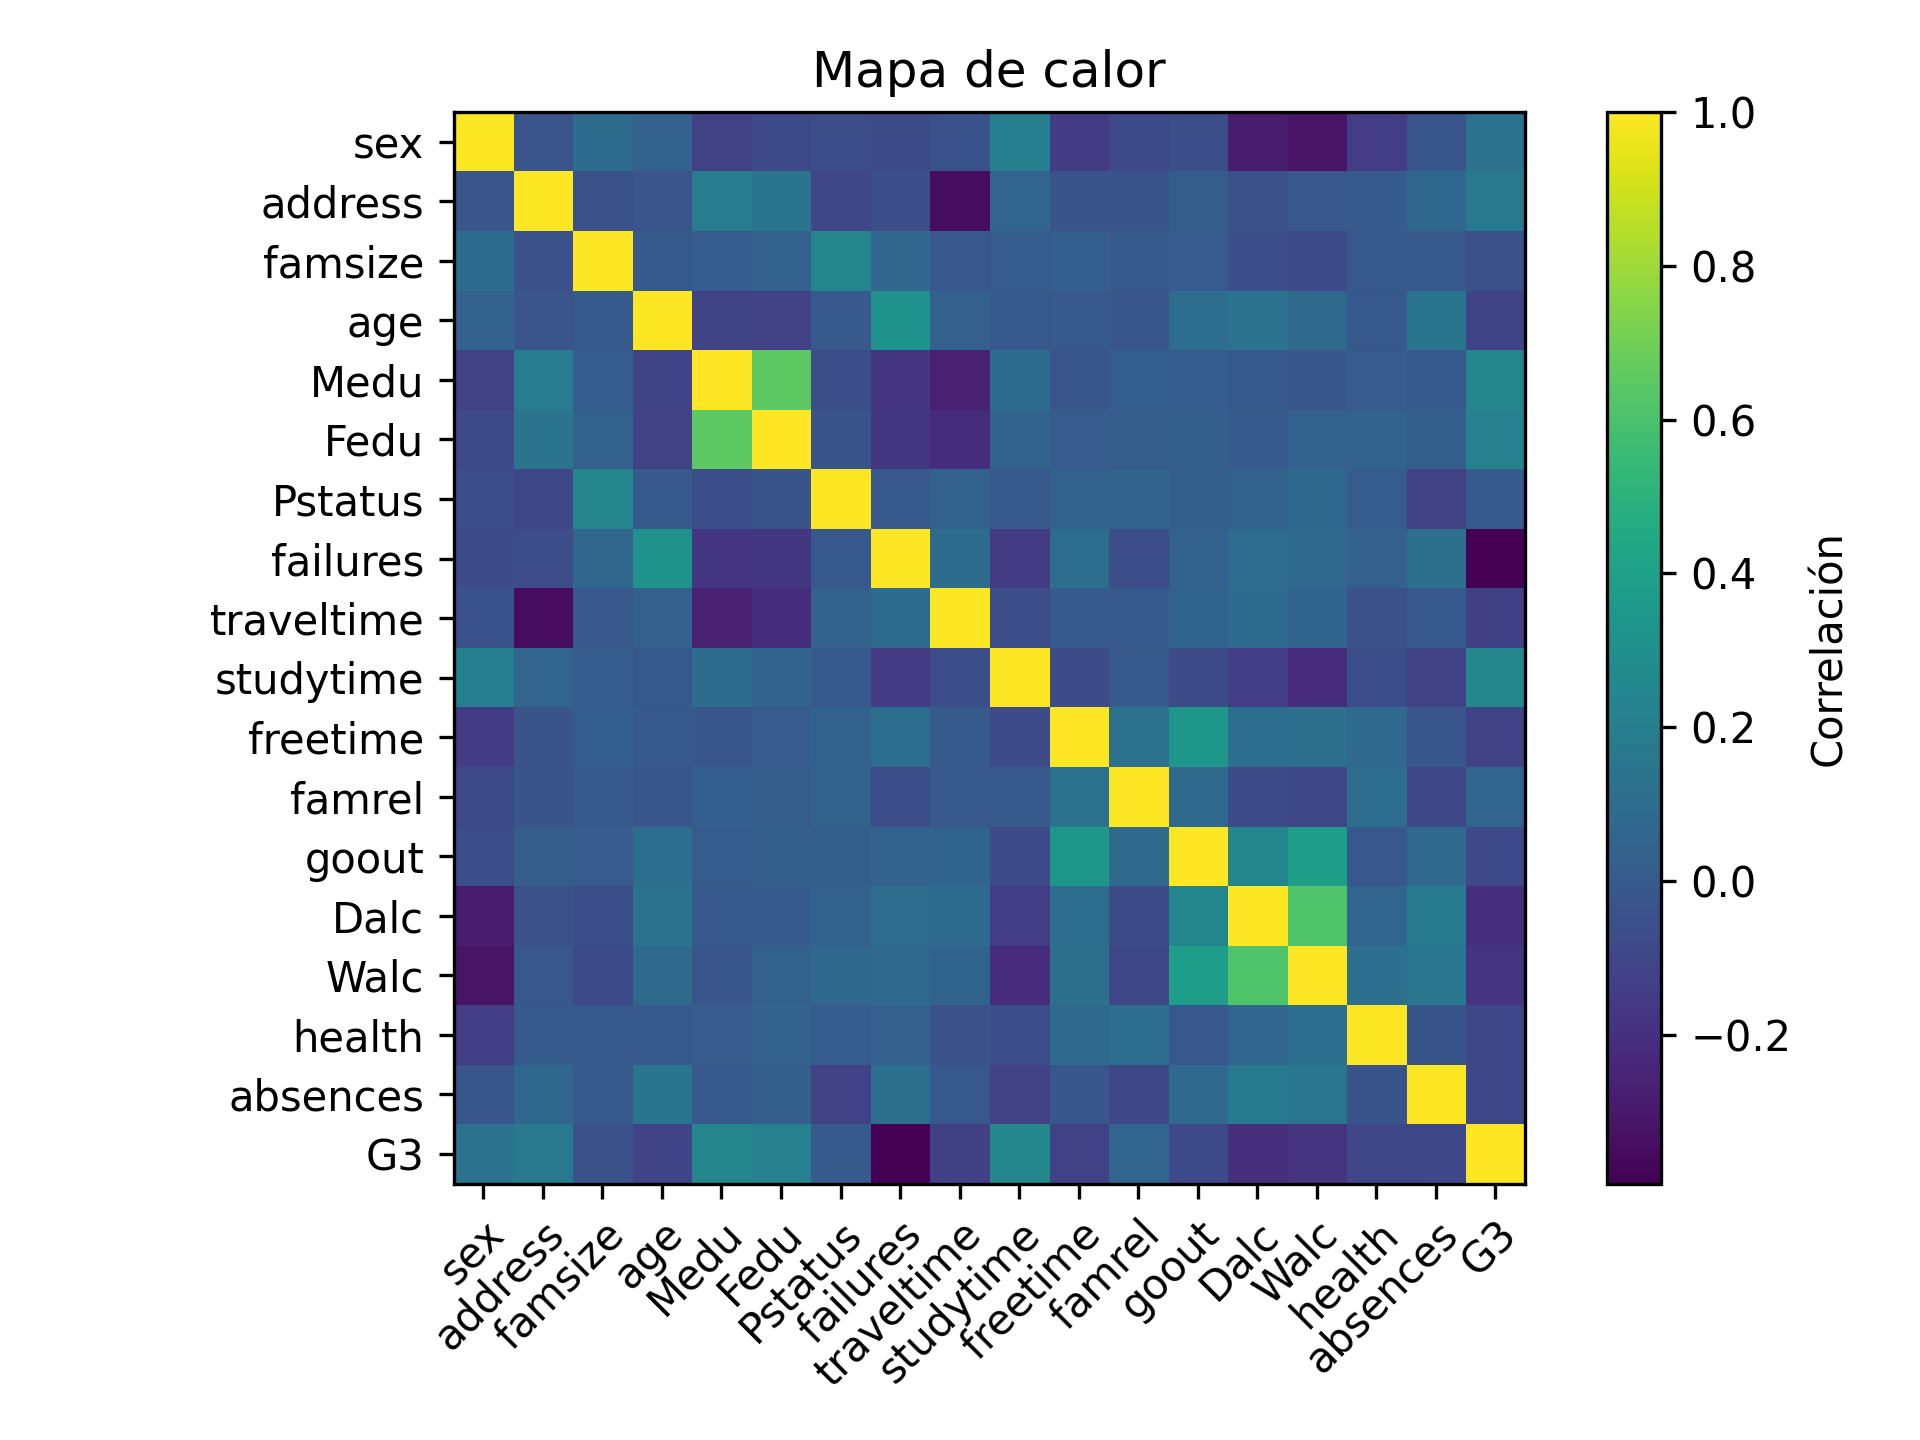 Mapa de calor
sex
address
famsize
age
Medu
Fedu
Pstatus
failures
traveltime
studytime
freetime
famrel
goout
Dalc
Walc
health
absences
G3
sex
address
famsize
age
Medu
Fedu
Pstatus
failures
traveltime
studytime
freetime
famrel
goout
Dalc
Walc
health
absences
G3
1.0
0.8
0.6
0.4
0.2
0.0
−0.2
Correlación